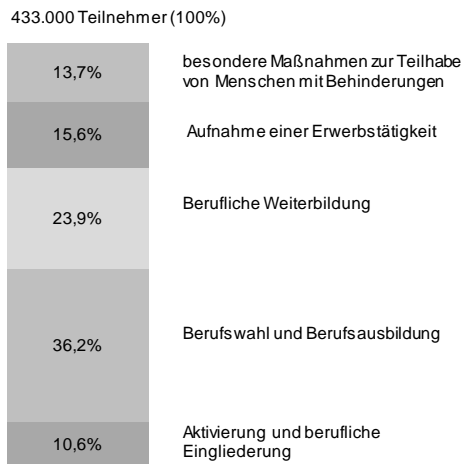 433.000 Teilnehmer (100%)
13,7%
besondere Maßnahmen zur Teilhabe
von Menschen mit Behinderungen
15,6%
Aufnahme einer Erwerbstätigkeit
23,9%
Berufliche Weiterbildung
36,2%
Berufswahl und Berufsausbildung
10,6%
Aktivierung und berufliche
Eingliederung